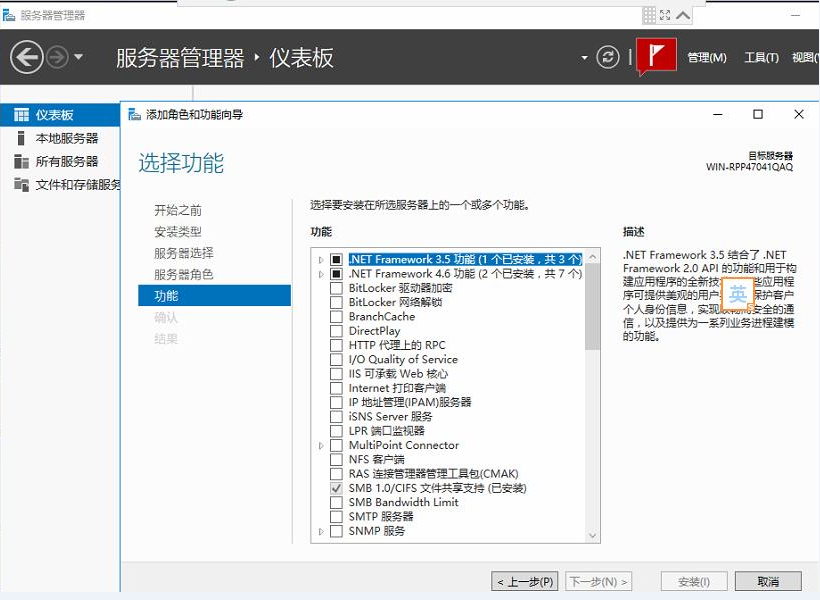 服务器管理器
服务器管理器 · 仪表板
管理(M) 工具(T) 视图(
仪表板
本地服务器
所有服务器
文件和存储服务
添加角色和功能向导
选择功能
目标服务器
WIN-RPP47041QAQ
开始之前
安装类型
服务器选择
服务器角色
功能
确认
结果
选择要安装在所选服务器上的一个或多个功能。
功能
.NET Framework 3.5 功能 (1 个已安装，共 3 个)
.NET Framework 4.6 功能 (2 个已安装，共 7 个)
BitLocker 驱动器加密
BitLocker 网络解锁
BranchCache
DirectPlay
HTTP 代理上的 RPC
I/O Quality of Service
IIS 可承载 Web 核心
Internet 打印客户端
IP 地址管理(IPAM)服务器
iSNS Server 服务
LPR 端口监视器
MultiPoint Connector
NFS 客户端
RAS 连接管理器管理工具包(CMAK)
SMB 1.0/CIFS 文件共享支持 (已安装)
SMB Bandwidth Limit
SMTP 服务器
SNMP 服务
描述
.NET Framework 3.5 结合了 .NET
Framework 2.0 API 的功能和用于构
建应用程序的全新技 些应用程
序可提供美观的用户 保护客户
个人身份信息，实现 安全的通
信，以及提供为一系列业务进程建模
的功能。
英
< 上一步(P) 下一步(N) > 安装(I) 取消